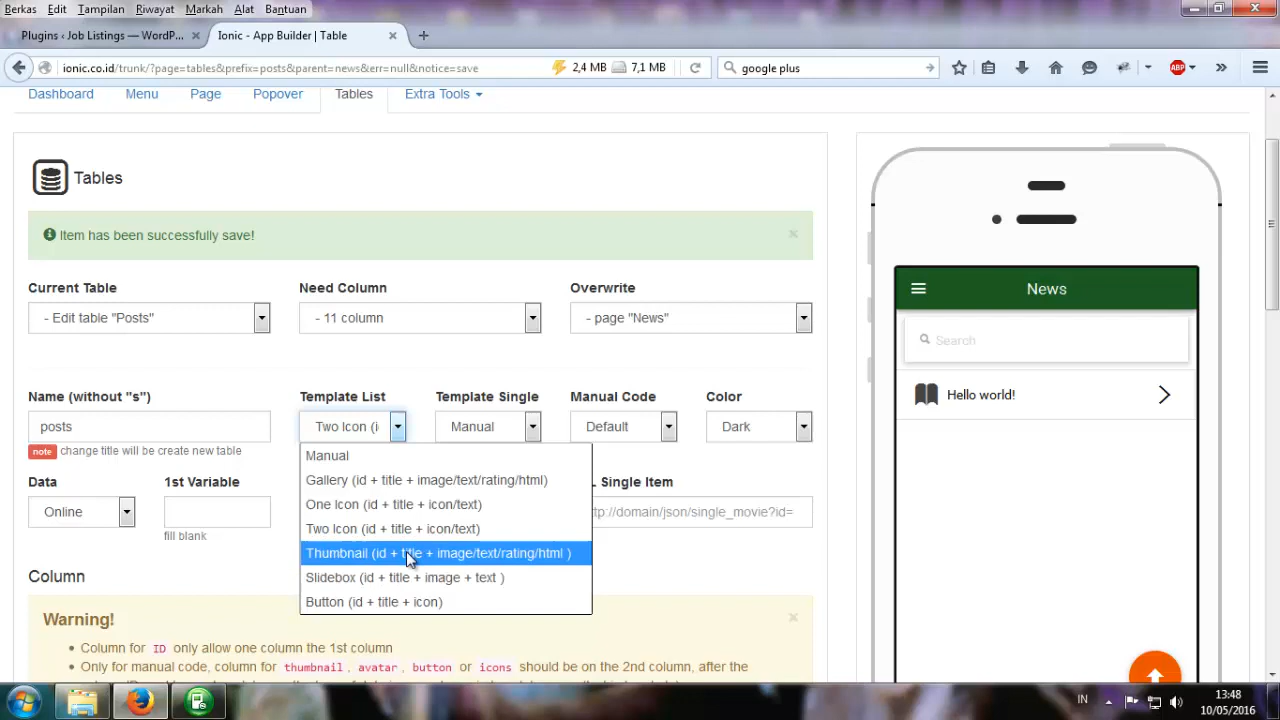 Berkas Edit Tampilan Riwayat Markah Alat Bantuan
Plugins ‹ Job Listings — WordP... × Ionic - App Builder | Table ×
ionic.co.id/trunk/?page=tables&prefix=posts&parent=news&err=null&notice=save 2,4 MB 7,1 MB google plus ABP
Dashboard Menu Page Popover Tables Extra Tools
Tables
Item has been successfully save! ×
Current Table Need Column Overwrite
- Edit table "Posts" - 11 column - page "News"
Name (without "s") Template List Template Single Manual Code Color
posts Two Icon (i Manual Default Dark
note change title will be create new table
Manual
Gallery (id + title + image/text/rating/html)
One Icon (id + title + icon/text)
Two Icon (id + title + icon/text)
Thumbnail (id + title + image/text/rating/html )
Slidebox (id + title + image + text )
Button (id + title + icon)
Data 1st Variable L Single Item
Online ttp://domain/json/single_movie?id=
fill blank
Column
Warning! ×
Column for ID only allow one column the 1st column
Only for manual code, column for thumbnail, avatar, button or icons should be on the 2nd column, after the
News
Search
Hello world!
IN 13:48
10/05/2016